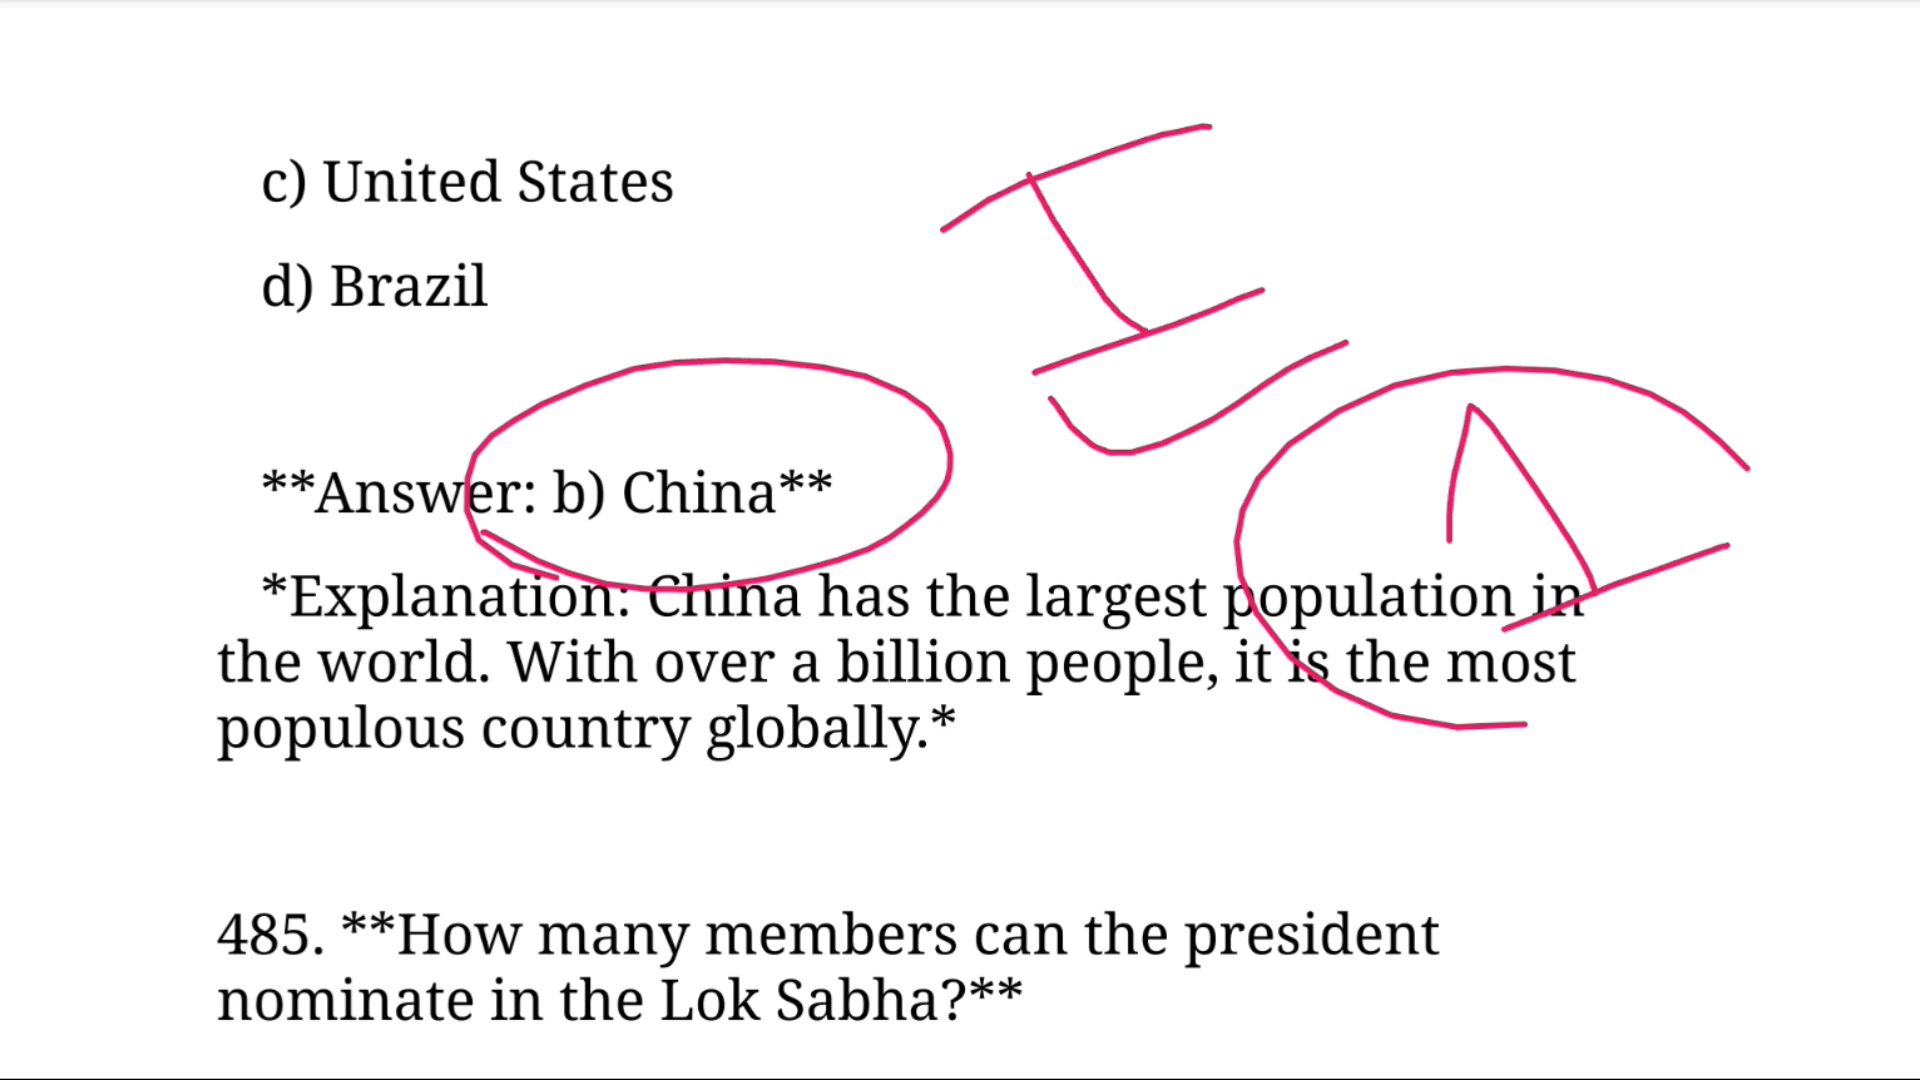 c) United States
d) Brazil
**Answer: b) China**
*Explanation: China has the largest population in
the world. With over a billion people, it is the most
populous country globally.*
485. **How many members can the president
nominate in the Lok Sabha?**